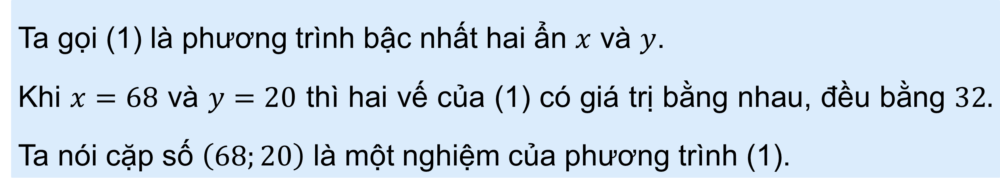 Ta gọi (1) là phương trình bậc nhất hai ẩn x và y.
Khi x = 68 và y = 20 thì hai vế của (1) có giá trị bằng nhau, đều bằng 32.
Ta nói cặp số (68; 20) là một nghiệm của phương trình (1).